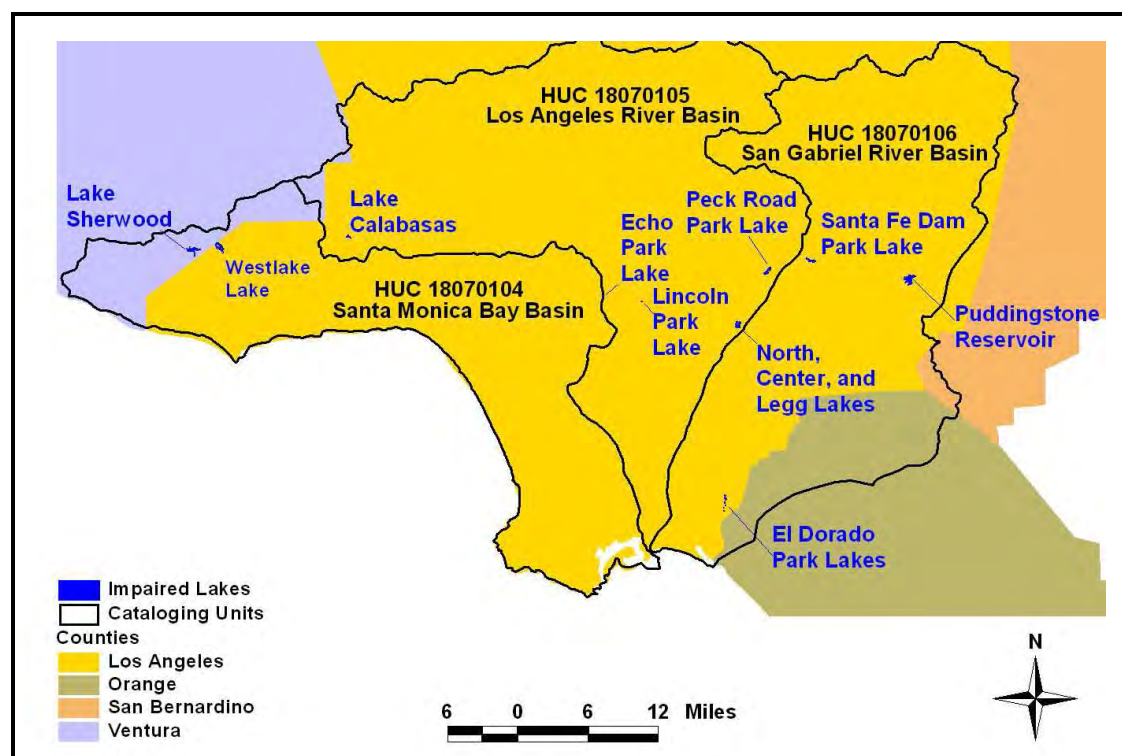 HUC 18070105
Los Angeles River Basin
HUC 18070106
San Gabriel River Basin
Lake
Sherwood
Westlake
Lake
Lake
Calabasas
Echo
Park
Lake
Peck Road
Park Lake
Santa Fe Dam
Park Lake
HUC 18070104
Santa Monica Bay Basin
Lincoln
Park
Lake
Puddingstone
Reservoir
North,
Center, and
Legg Lakes
El Dorado
Park Lakes
Impaired Lakes
Cataloging Units
Counties
Los Angeles
Orange
San Bernardino
Ventura
6 0 6 12 Miles
N